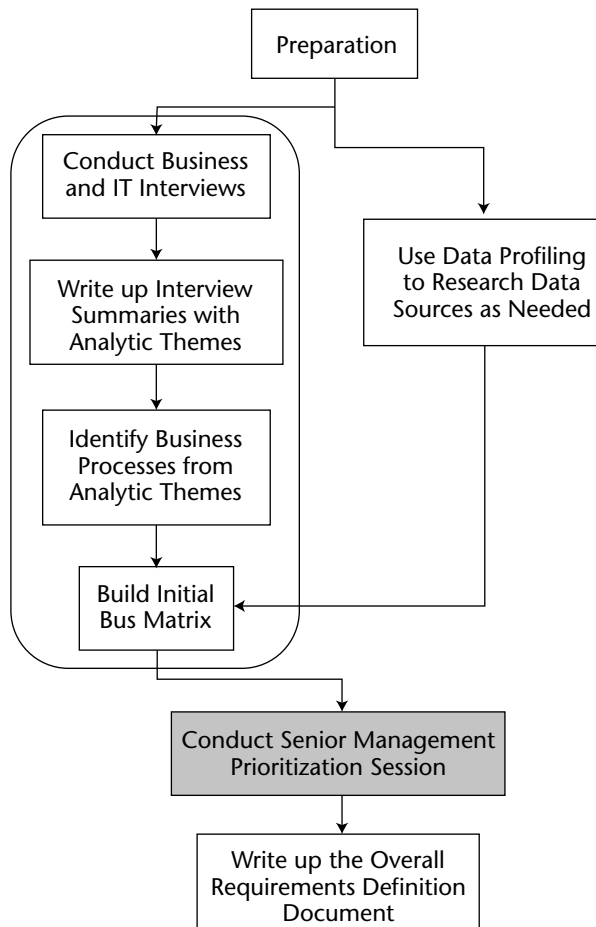 Preparation
Conduct Business
and IT Interviews
Write up Interview
Summaries with
Analytic Themes
Identify Business
Processes from
Analytic Themes
Build Initial
Bus Matrix
Use Data Profiling
to Research Data
Sources as Needed
Conduct Senior Management
Prioritization Session
Write up the Overall
Requirements Definition
Document